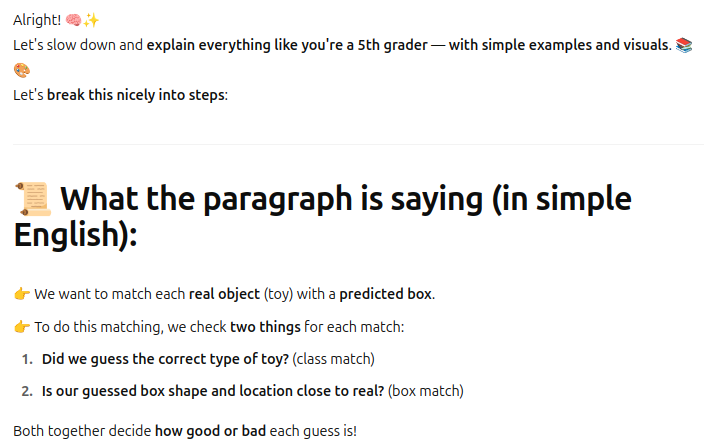 Alright! 🧠✨
Let's slow down and explain everything like you're a 5th grader — with simple examples and visuals. 📚
🎨
Let's break this nicely into steps:
📜 What the paragraph is saying (in simple
English):
👉 We want to match each real object (toy) with a predicted box.
👉 To do this matching, we check two things for each match:
1. Did we guess the correct type of toy? (class match)
2. Is our guessed box shape and location close to real? (box match)
Both together decide how good or bad each guess is!